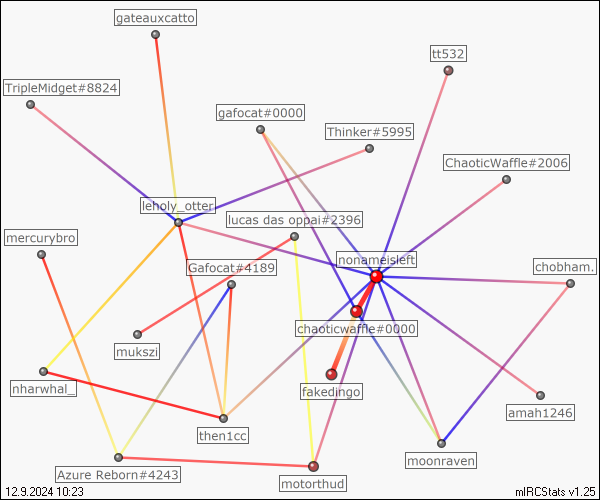 gateauxcatto
tt532
TripleMidget#8824
gafocat#0000
Thinker#5995
ChaoticWaffle#2006
leholy_otter
lucas das oppai#2396
mercurybro
nonameisleft
Gafocat#4189
chobham.
chaoticwaffle#0000
mukszi
nharwhal_
fakedingo
amah1246
then1cc
moonraven
Azure Reborn#4243
motorthud
12.9.2024 10:23
mIRCStats v1.25